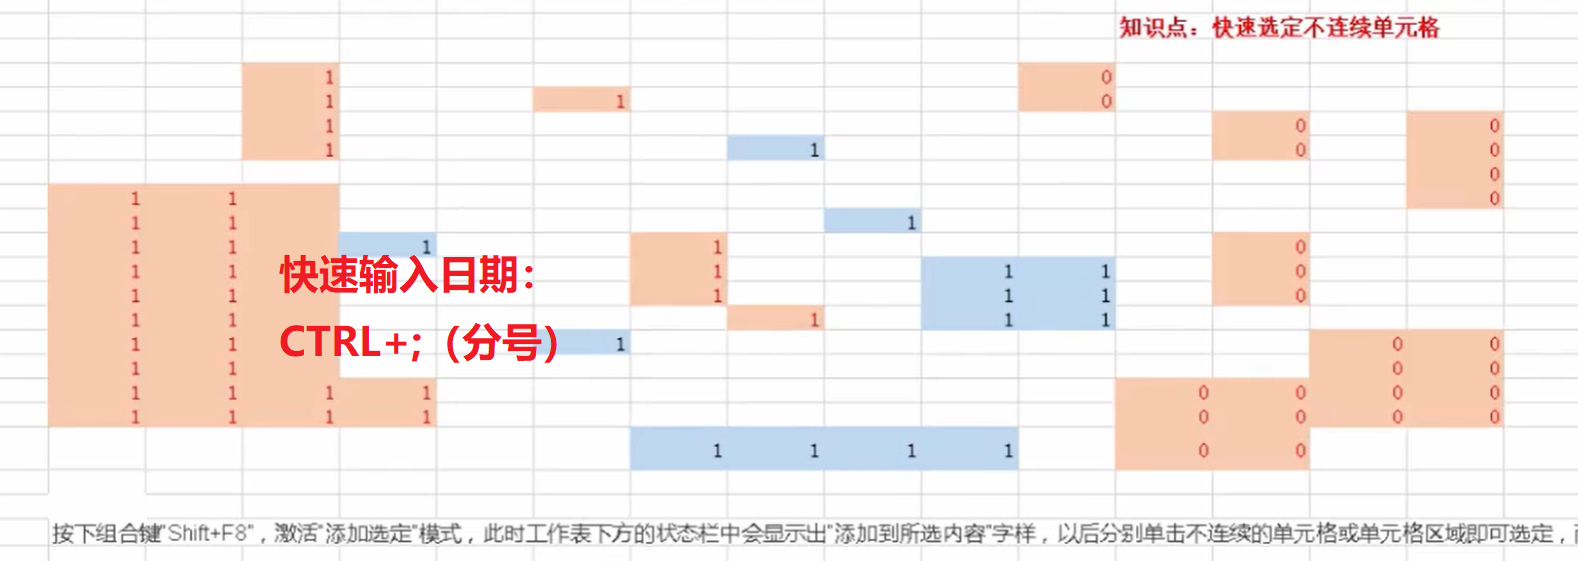 知识点：快速选定不连续单元格
1 0
1 1 0
1 0 0
1 1 0 0
0
1 1 0
1 1 1
1 1 1 1 0
快速输入日期：
1 1 1 1 1 0
1 1 1 1 1 0
1 1 1 1 1
CTRL+;（分号）
1 1 1 0 0
1 1 0 0
1 1 1 1 0 0 0 0
1 1 1 1 0 0 0 0
1 1 1 1 0 0
按下组合键"Shift+F8"，激活"添加选定"模式，此时工作表下方的状态栏中会显示出"添加到所选内容"字样，以后分别单击不连续的单元格或单元格区域即可选定，